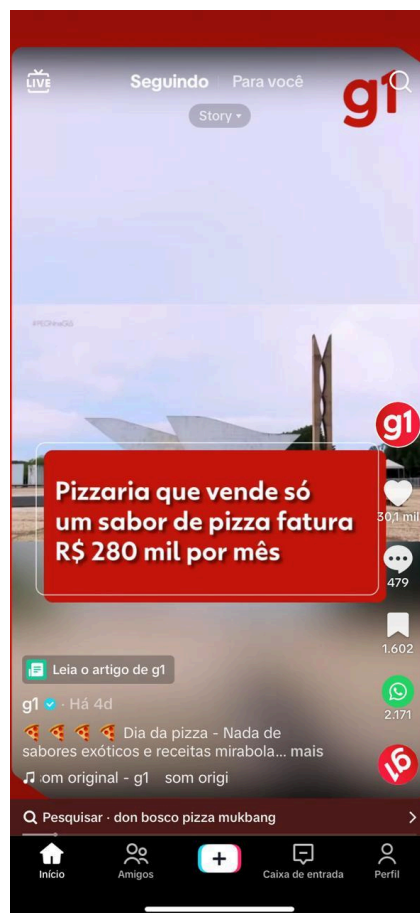 LIVE
Seguindo
Para você
g1
Story
#PEGNnaG1
g1
Pizzaria que vende só
um sabor de pizza fatura
R$ 280 mil por mês
30,1 mil
479
1.602
2.171
Leia o artigo de g1
g1 · Há 4d
🍕 🍕 🍕 🍕 Dia da pizza - Nada de
sabores exóticos e receitas mirabola... mais
om original - g1 som origi
g1
Pesquisar · don bosco pizza mukbang
Início
Amigos
Caixa de entrada
Perfil